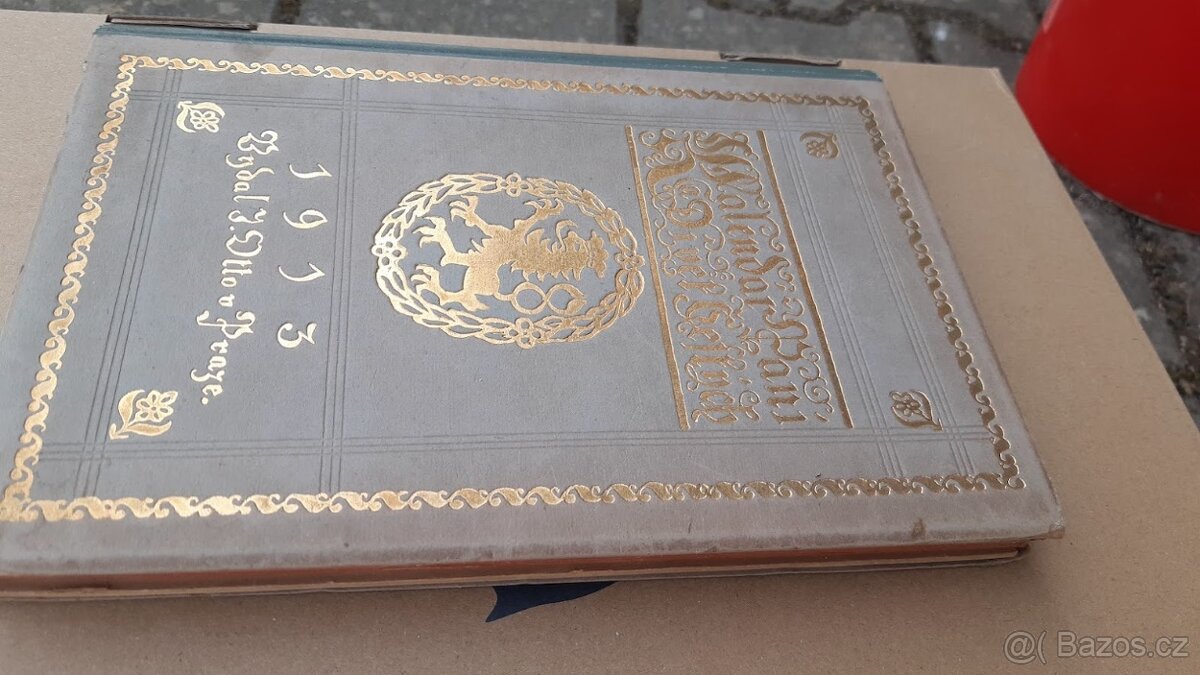 Kalendář Paní
A Dívek Českých
1913
Vydal J. Otto v Praze.
@( Bazos.cz